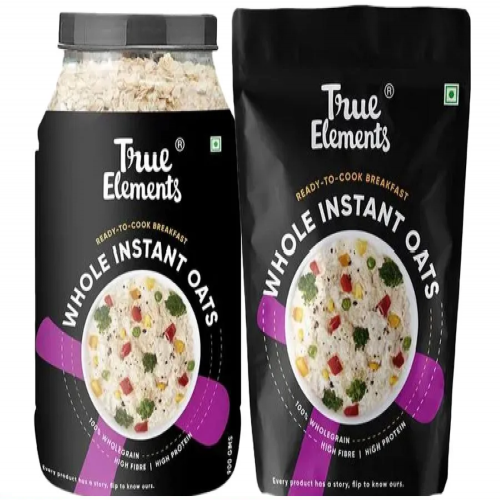 True ®
Elements
READY-TO-COOK BREAKFAST
WHOLE INSTANT OATS
100% WHOLEGRAIN
HIGH FIBRE | HIGH PROTEIN
900 GMS
Every product has a story, flip to know ours.
True ®
Elements
READY-TO-COOK BREAKFAST
WHOLE INSTANT OATS
100% WHOLEGRAIN
HIGH FIBRE | HIGH PROTEIN
Every product has a story, flip to know ours.